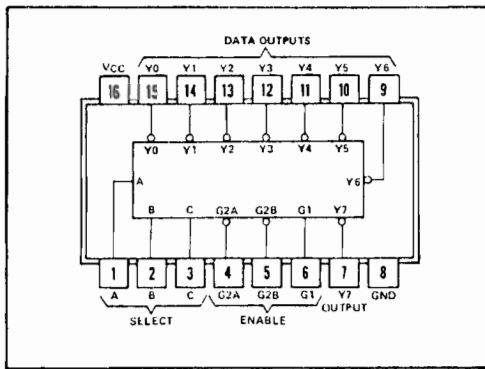 DATA OUTPUTS
VCC Y0 Y1 Y2 Y3 Y4 Y5 Y6
16 15 14 13 12 11 10 9
Y0 Y1 Y2 Y3 Y4 Y5
A Y6
B C G2A G2B G1 Y7
1 2 3 4 5 6 7 8
A B C G2A G2B G1 Y7 GND
SELECT ENABLE OUTPUT